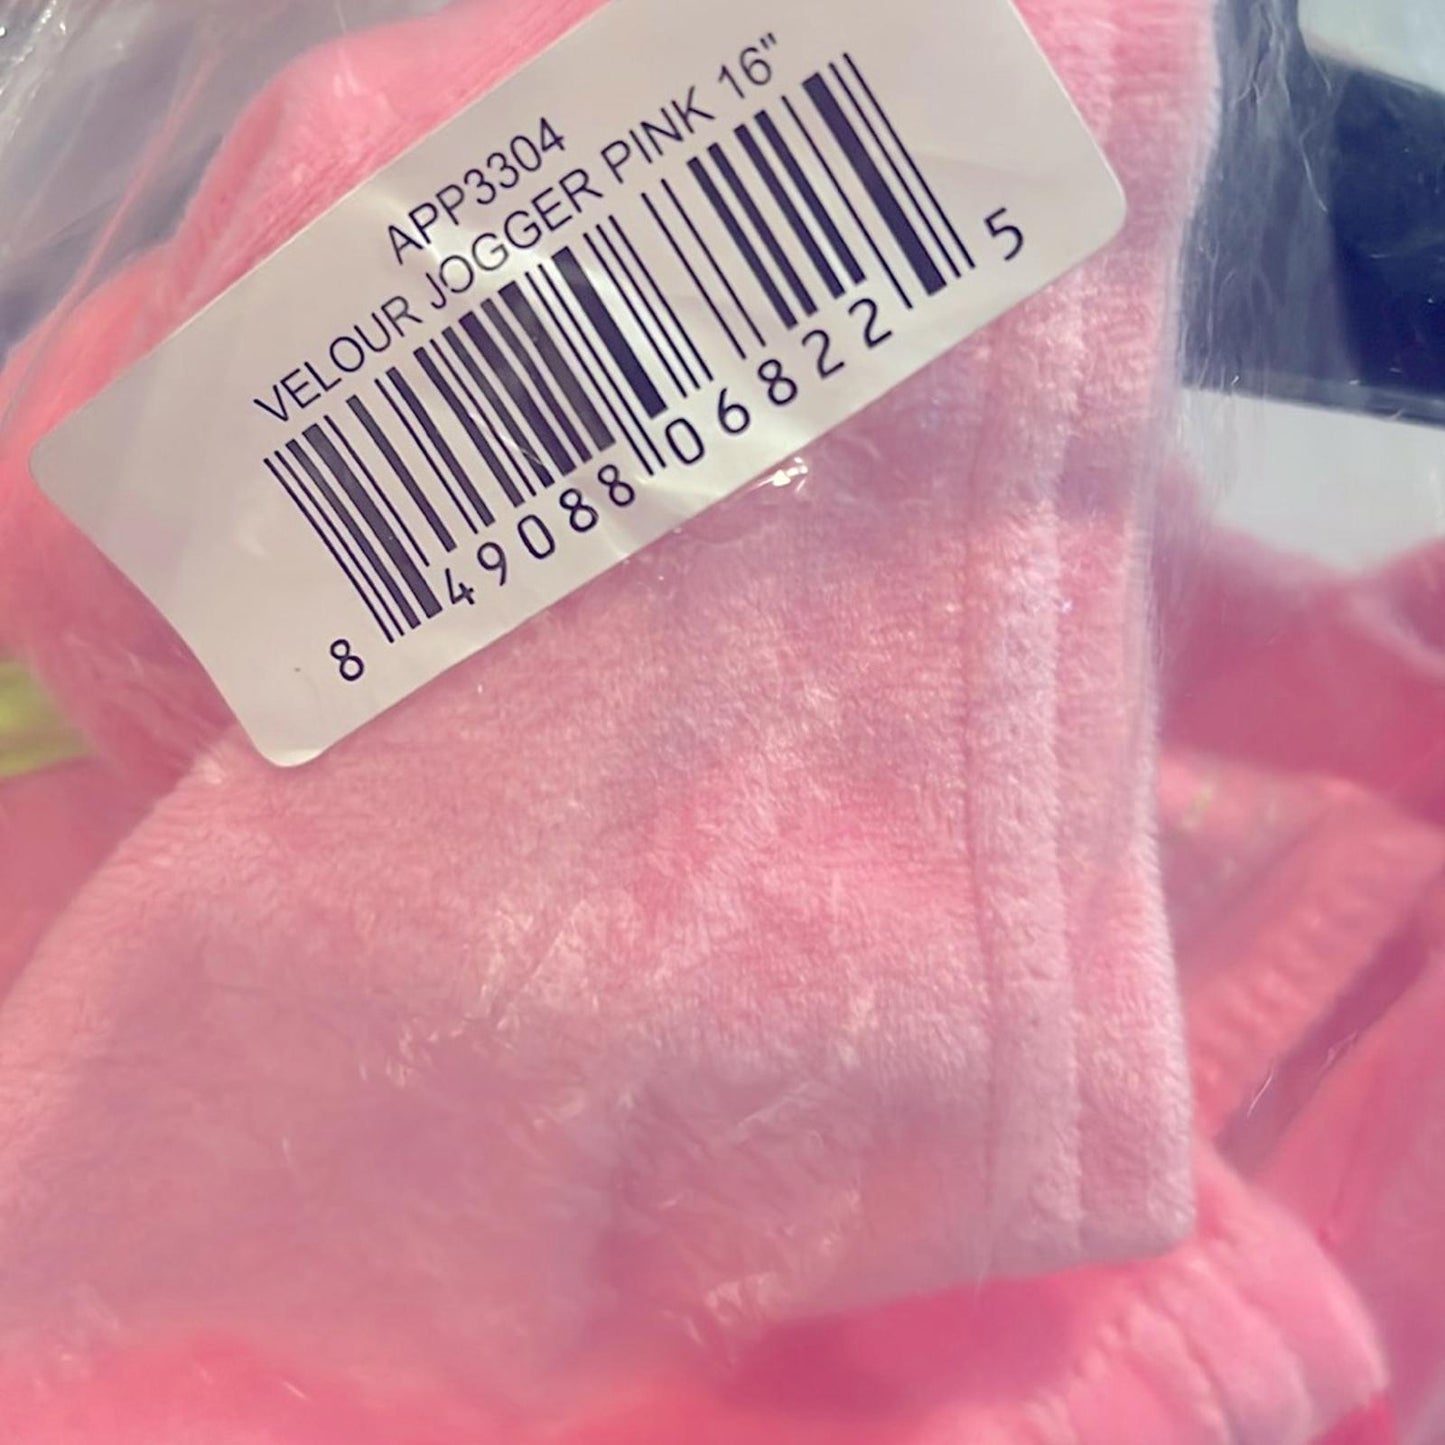 APP3304
VELOUR JOGGER PINK 16"
8 49088 06822 5